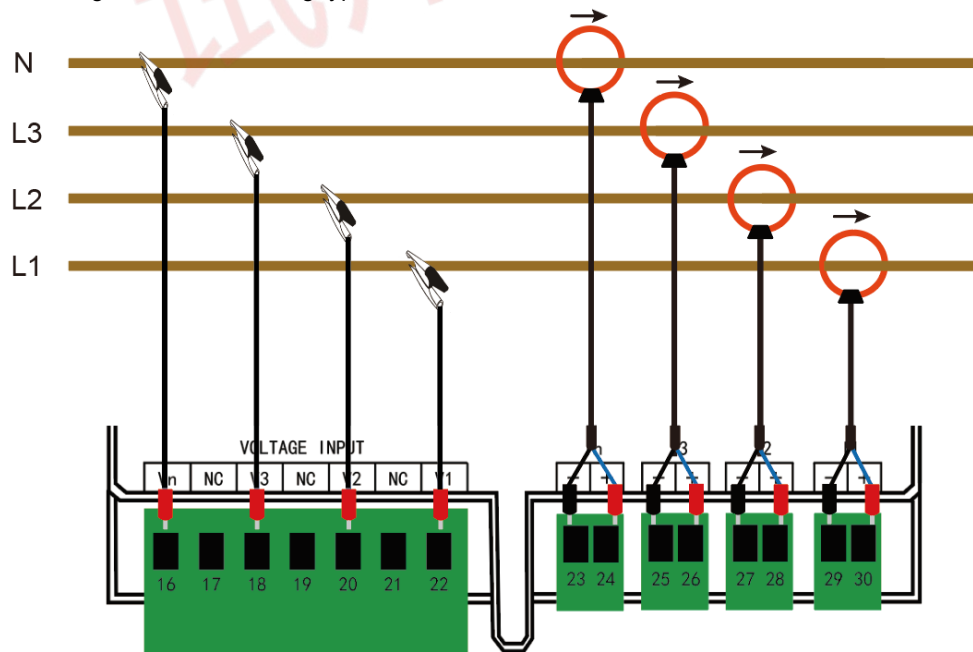 N
L3
L2
L1
VOLTAGE INPUT
Vn NC V3 NC V2 NC V1
- + - + - + - +
16 17 18 19 20 21 22
23 24 25 26 27 28 29 30